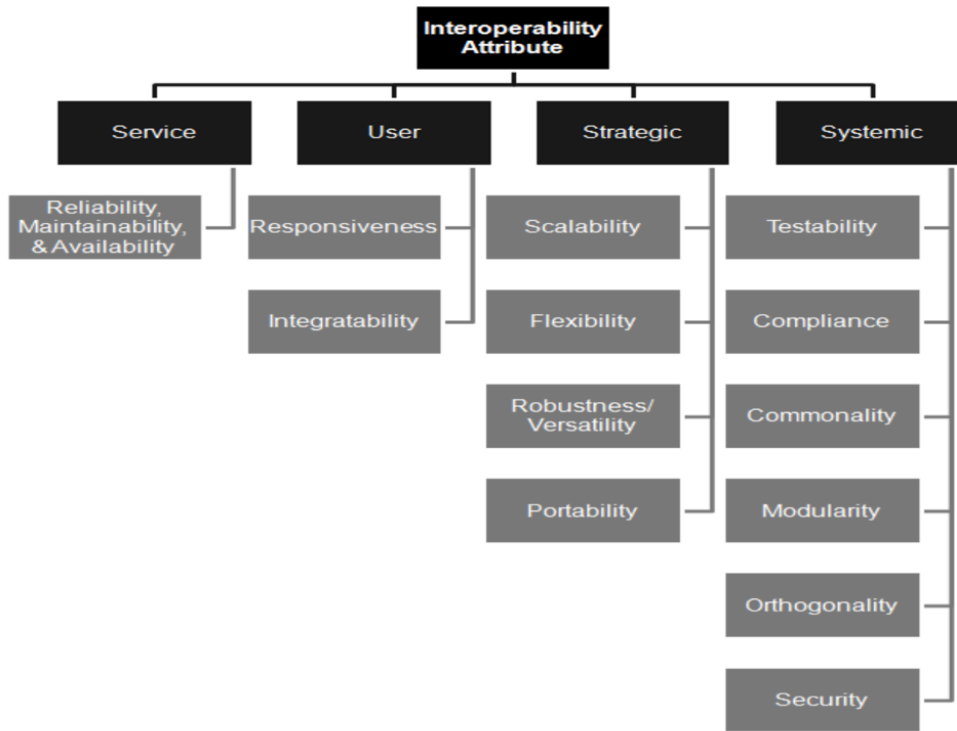 Interoperability
Attribute
Service
User
Strategic
Systemic
Reliability,
Maintainability,
& Availability
Responsiveness
Scalability
Testability
Integratability
Flexibility
Compliance
Robustness/
Versatility
Commonality
Portability
Modularity
Orthogonality
Security